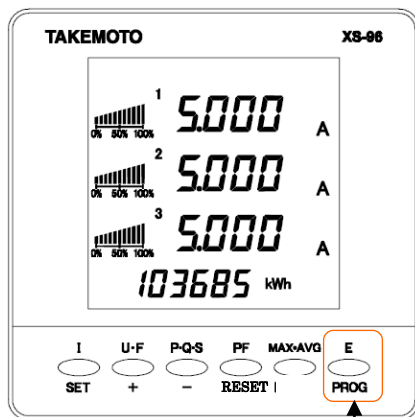 TAKEMOTO XS-96
1 5.000 A
0% 50% 100%
2 5.000 A
0% 50% 100%
3 5.000 A
0% 50% 100%
103685 kWh
I U·F P·Q·S PF MAX·AVG E
SET + − RESET PROG